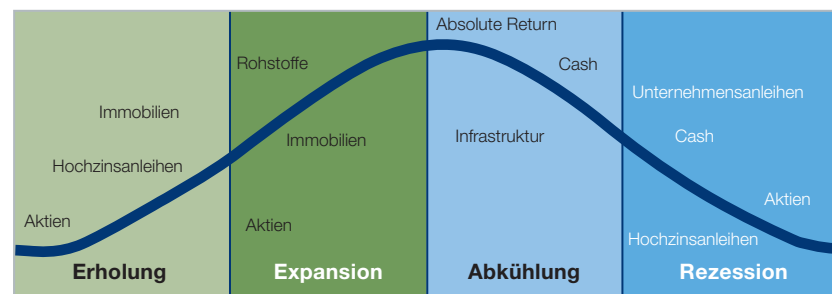 Absolute Return
Rohstoffe
Cash
Unternehmensanleihen
Immobilien
Immobilien
Infrastruktur
Cash
Hochzinsanleihen
Aktien
Aktien
Aktien
Hochzinsanleihen
Erholung
Expansion
Abkühlung
Rezession